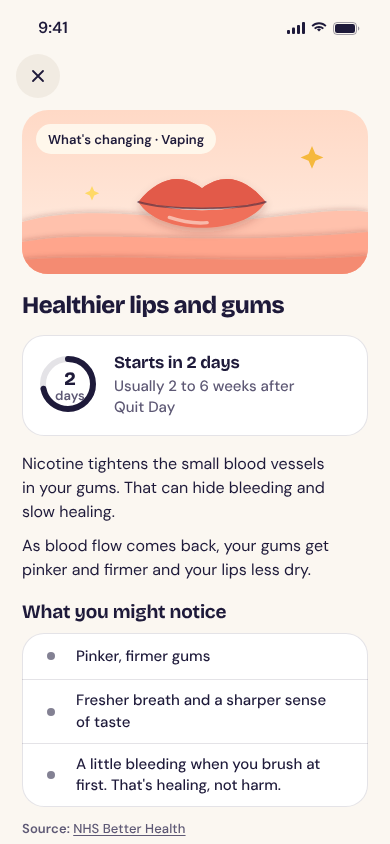 9:41
What's changing · Vaping
Healthier lips and gums
2
days
Starts in 2 days
Usually 2 to 6 weeks after
Quit Day
Nicotine tightens the small blood vessels
in your gums. That can hide bleeding and
slow healing.
As blood flow comes back, your gums get
pinker and firmer and your lips less dry.
What you might notice
Pinker, firmer gums
Fresher breath and a sharper sense
of taste
A little bleeding when you brush at
first. That's healing, not harm.
Source: NHS Better Health